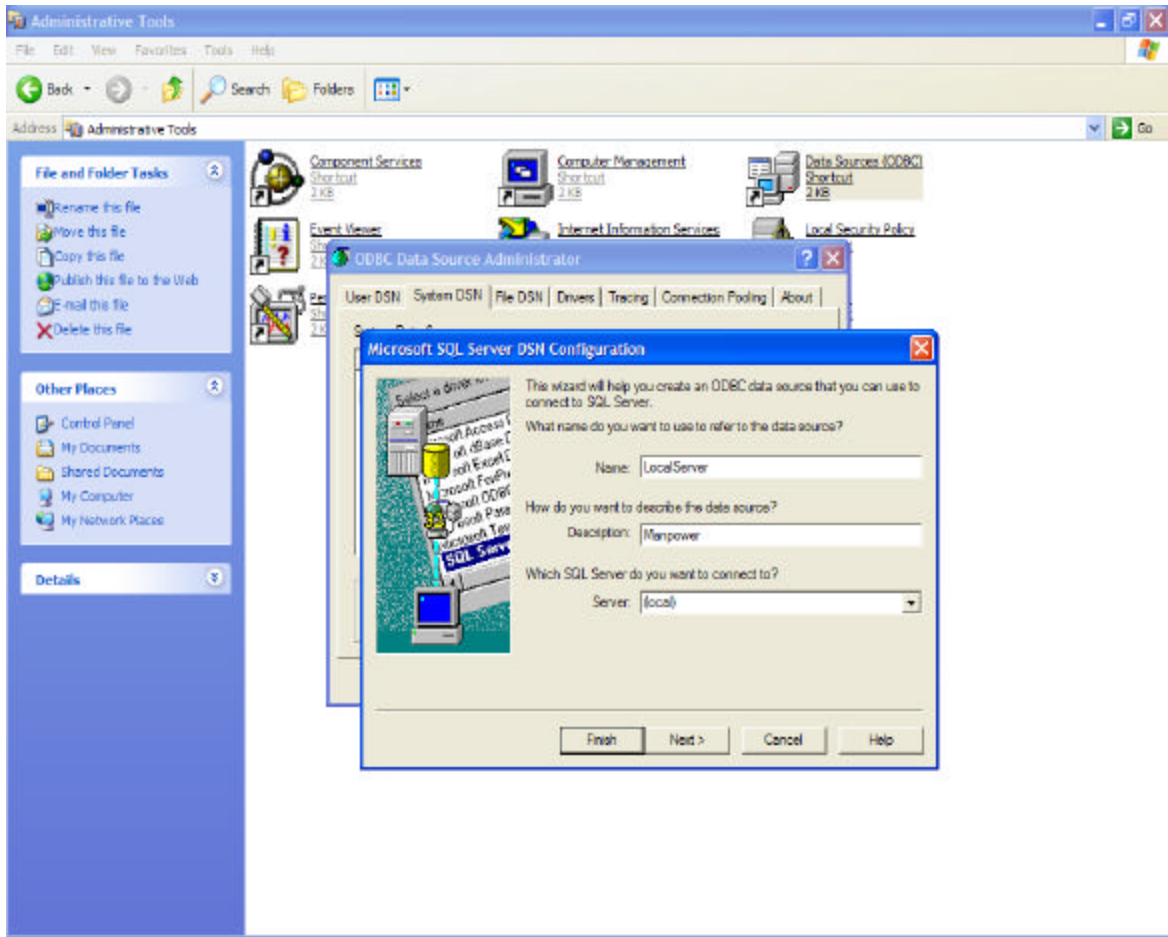 Administrative Tools
File Edit View Favorites Tools Help
Back Search Folders
Address Administrative Tools Go
File and Folder Tasks
Rename this file
Move this file
Copy this file
Publish this file to the Web
E-mail this file
Delete this file
Other Places
Control Panel
My Documents
Shared Documents
My Computer
My Network Places
Details
Component Services
Shortcut
2 KB
Computer Management
Shortcut
2 KB
Data Sources (ODBC)
Shortcut
2 KB
Event Viewer
Internet Information Services
Local Security Policy
ODBC Data Source Administrator
User DSN System DSN File DSN Drivers Tracing Connection Pooling About
Microsoft SQL Server DSN Configuration
Select a driver
SQL Serve
This wizard will help you create an ODBC data source that you can use to
connect to SQL Server.
What name do you want to use to refer to the data source?
Name: LocalServer
How do you want to describe the data source?
Description: Manpower
Which SQL Server do you want to connect to?
Server: (local)
Finish Next > Cancel Help